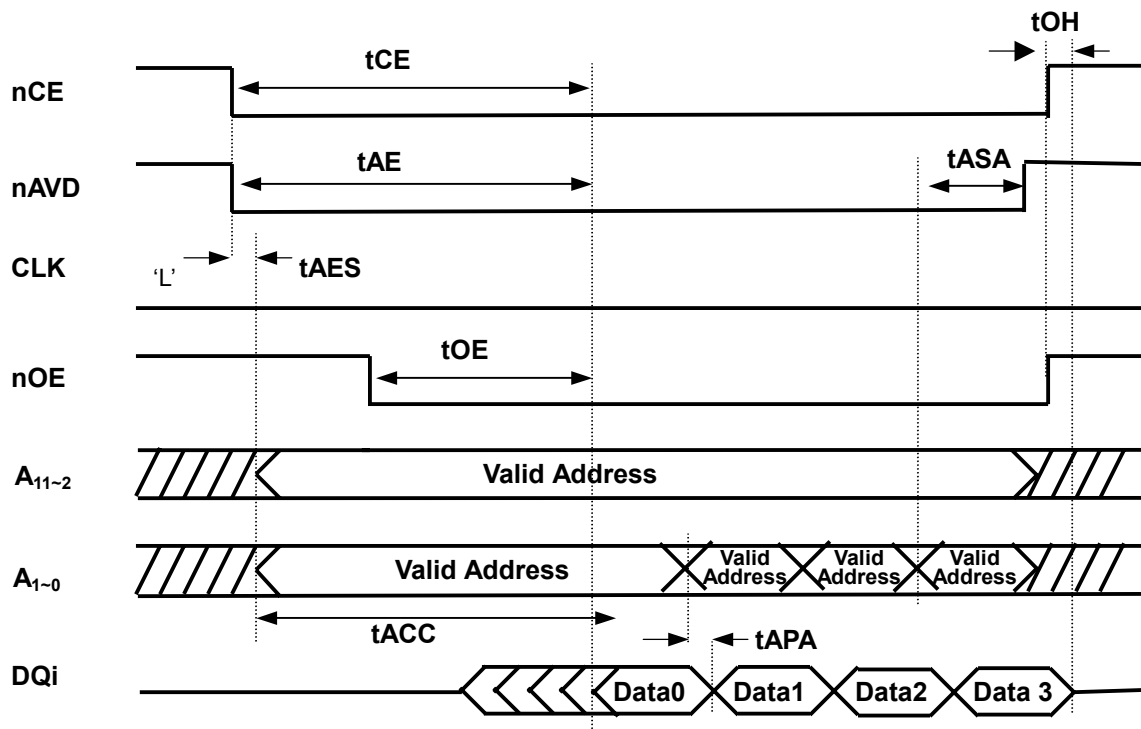 tOH
tCE
nCE
tAE
tASA
nAVD
CLK
'L'
tAES
tOE
nOE
A11~2
Valid Address
A1~0
Valid Address
Valid Address
Valid Address
Valid Address
tACC
tAPA
DQi
Data0
Data1
Data2
Data 3